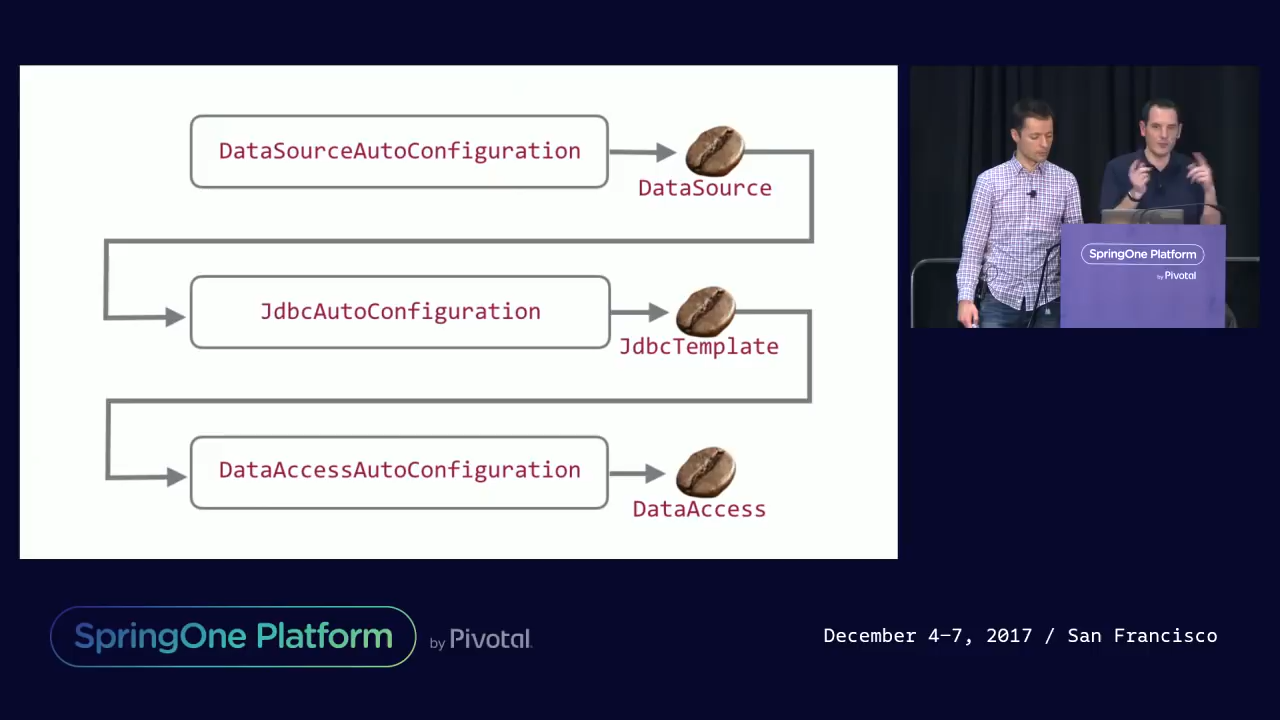 DataSourceAutoConfiguration
DataSource
JdbcAutoConfiguration
JdbcTemplate
DataAccessAutoConfiguration
DataAccess
SpringOne Platform
by Pivotal
SpringOne Platform by Pivotal.
December 4–7, 2017 / San Francisco